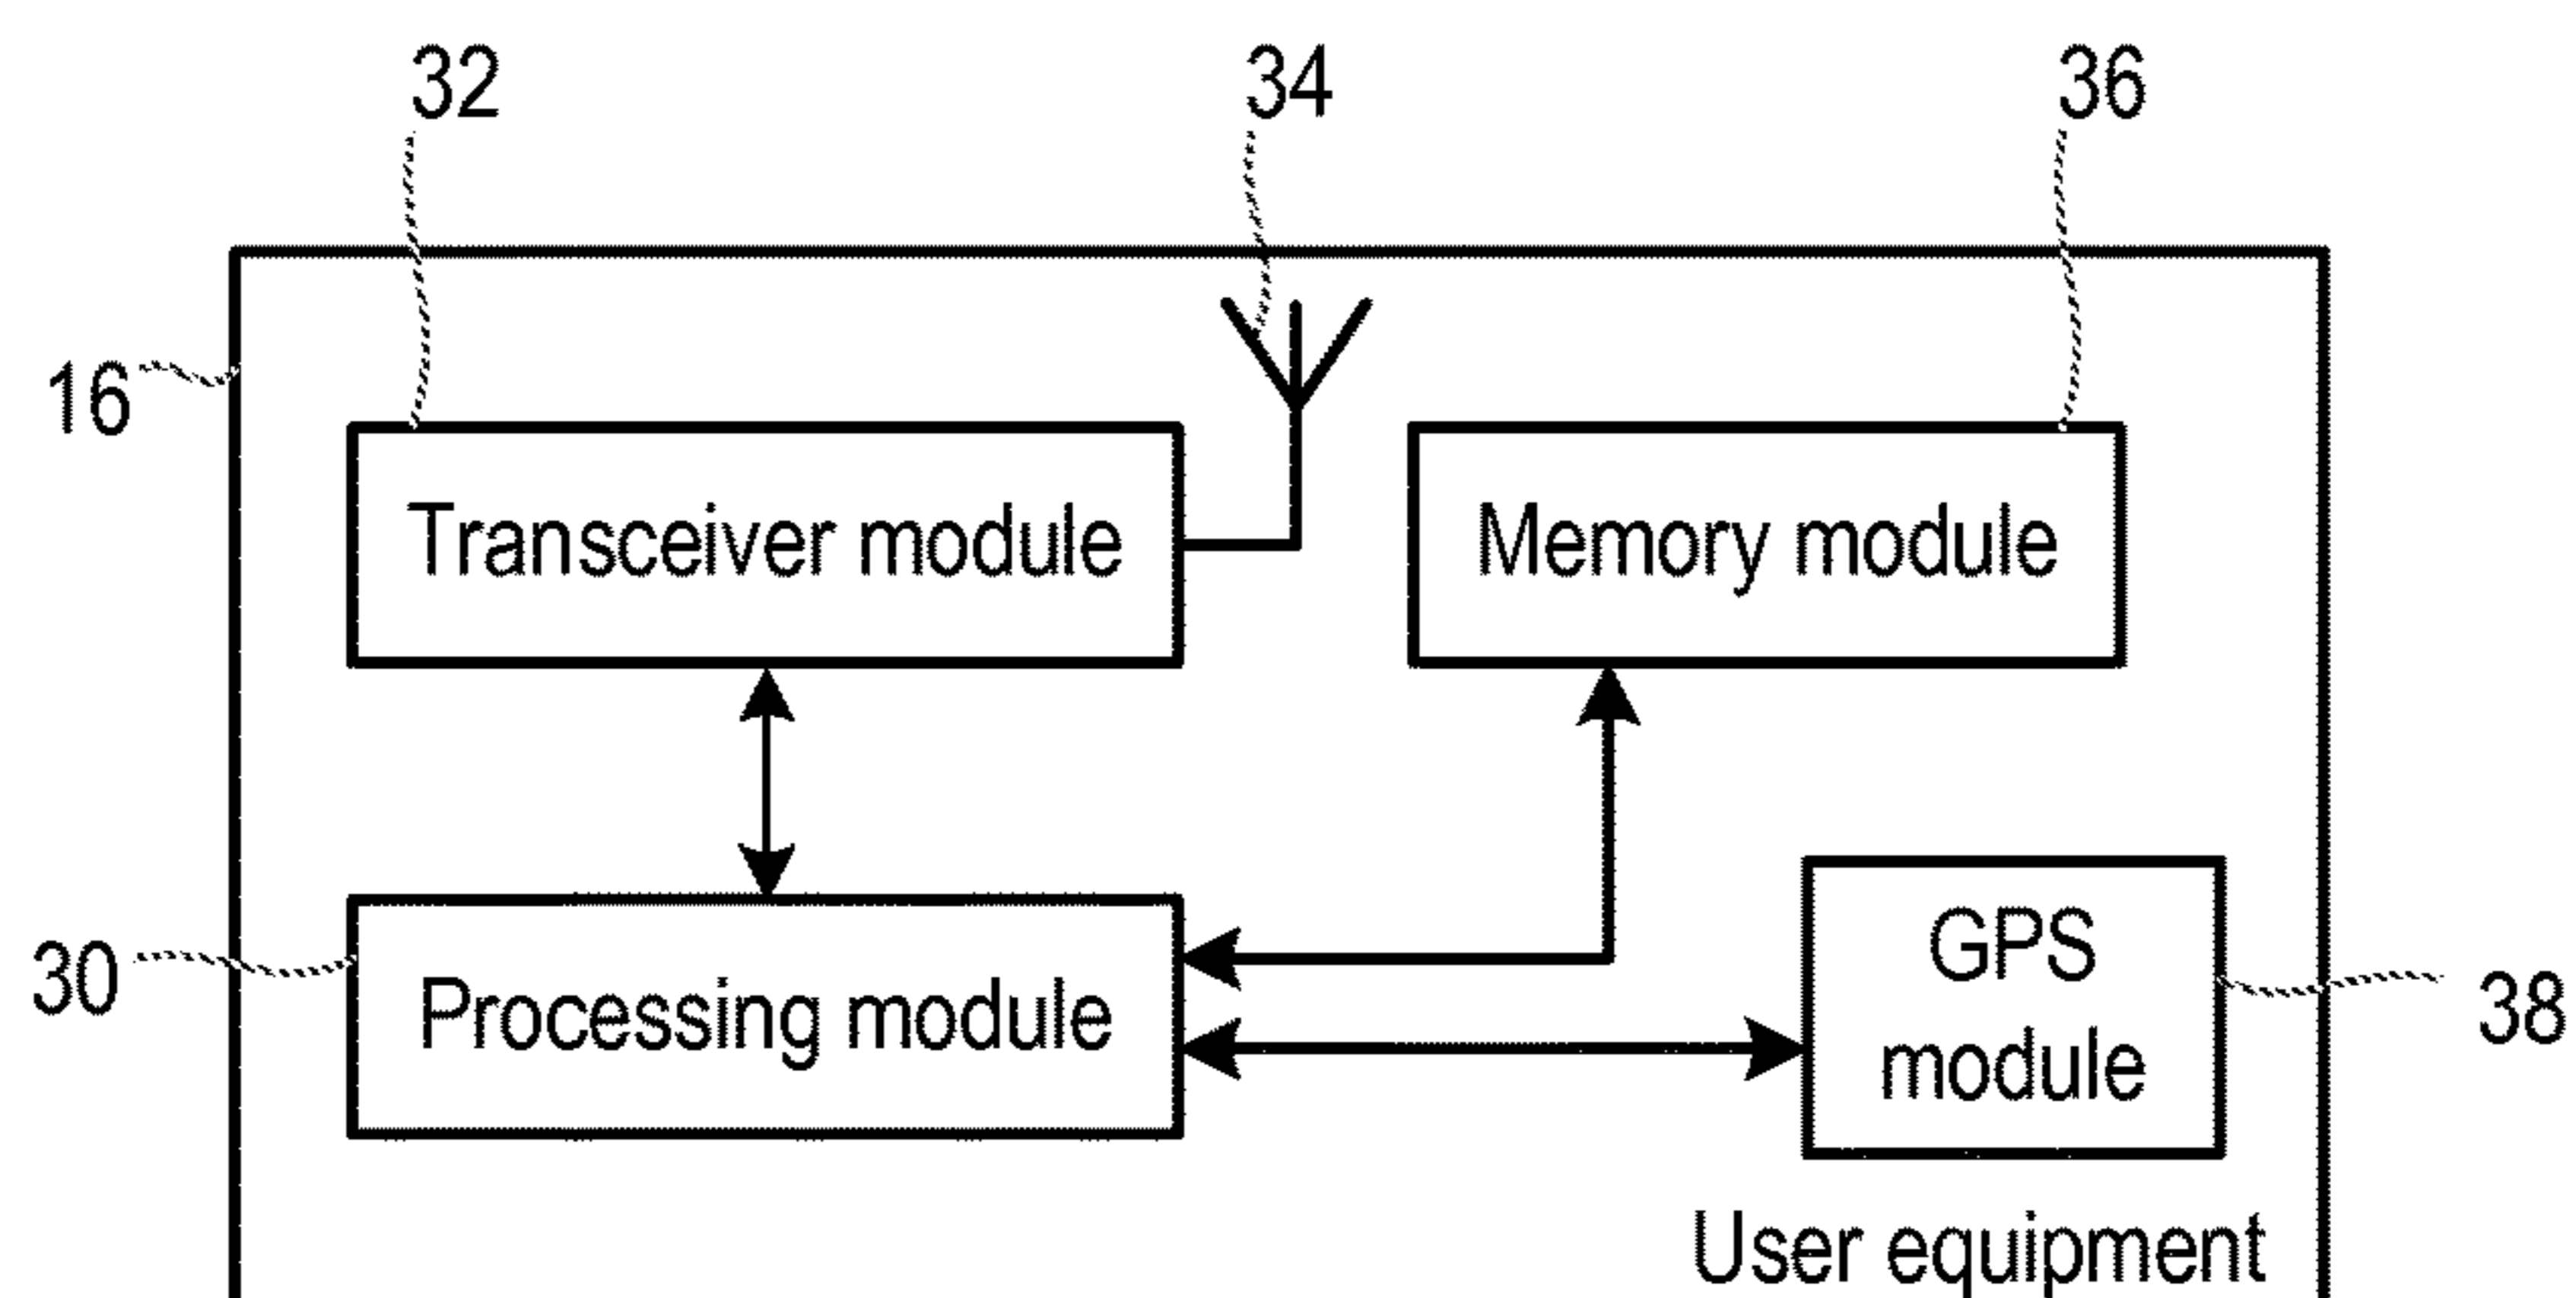 32
34
36
16
Transceiver module
Memory module
30
Processing module
GPS
module
38
User equipment